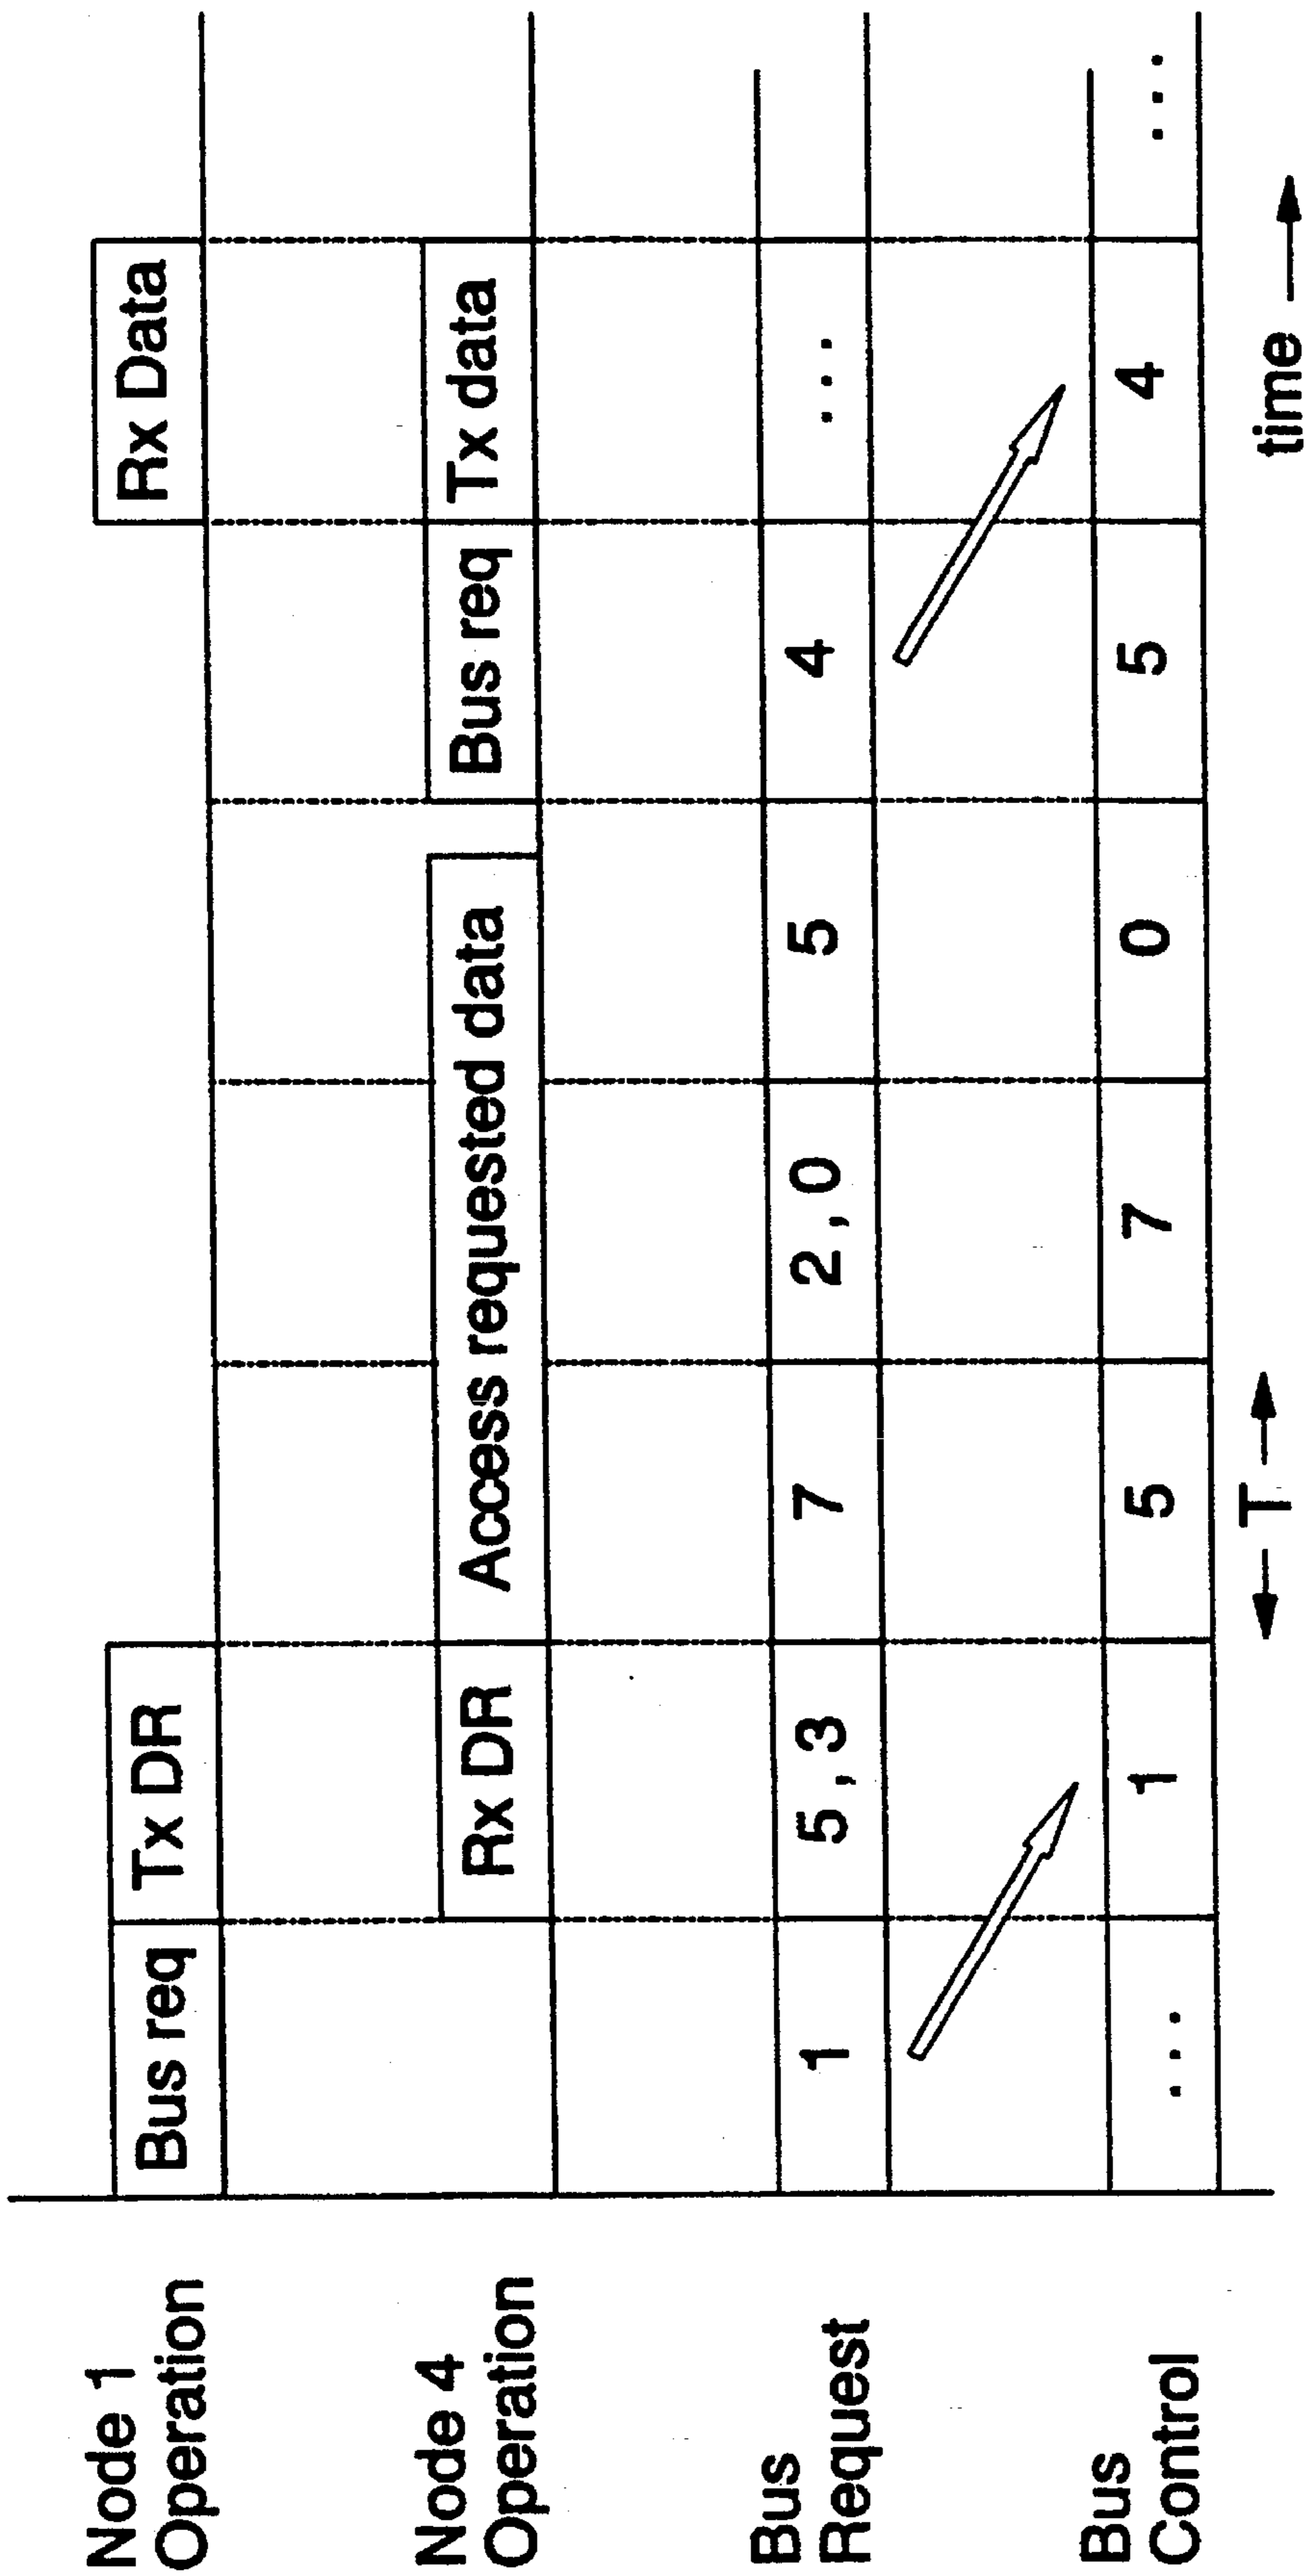 Node 1
Operation
Bus req
Tx DR
Rx Data
Node 4
Operation
Rx DR
Access requested data
Bus req
Tx data
Bus
Request
1
5 , 3
7
2 , 0
5
4
...
Bus
Control
...
1
5
7
0
5
4
...
T
time